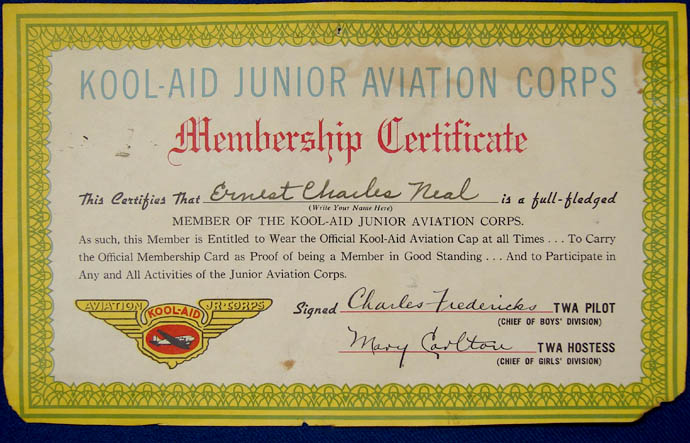 KOOL-AID JUNIOR AVIATION CORPS
Membership Certificate
This Certifies That Ernest Charles Neal is a full-fledged
(Write Your Name Here)
MEMBER OF THE KOOL-AID JUNIOR AVIATION CORPS.
As such, this Member is Entitled to Wear the Official Kool-Aid Aviation Cap at all Times . . . To Carry
the Official Membership Card as Proof of being a Member in Good Standing . . . And to Participate in
Any and All Activities of the Junior Aviation Corps.
AVIATION KOOL-AID JR. CORPS
Signed Charles Fredericks TWA PILOT
(CHIEF OF BOYS' DIVISION)
Mary Carlton TWA HOSTESS
(CHIEF OF GIRLS' DIVISION)